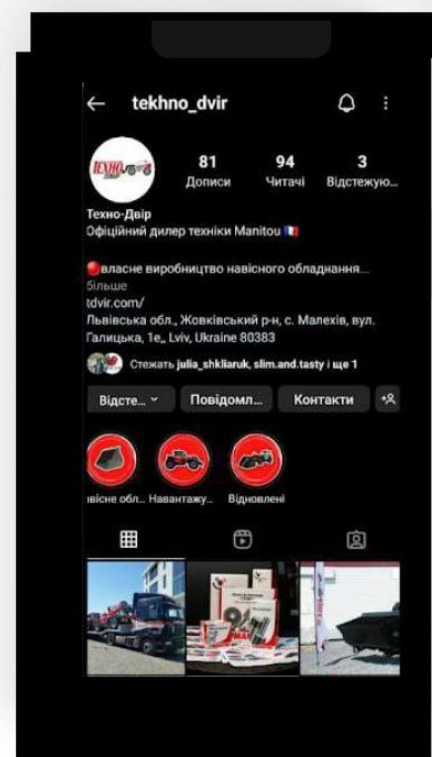 tekhno_dvir
ТЕХНО
81
94
3
Дописи
Читачі
Відстежую...
Техно-Двір
Офіційний дилер техніки Manitou 🇫🇷
🔴власне виробництво навісного обладнання...
більше
tdvir.com/
Львівська обл., Жовківський р-н, с. Малехів, вул.
Галицька, 1е,, Lviv, Ukraine 80383
Стежать julia_shkliaruk, slim.and.tasty і ще 1
Відсте...
Повідомл...
Контакти
авісне обл...
Навантажу...
Відновлені